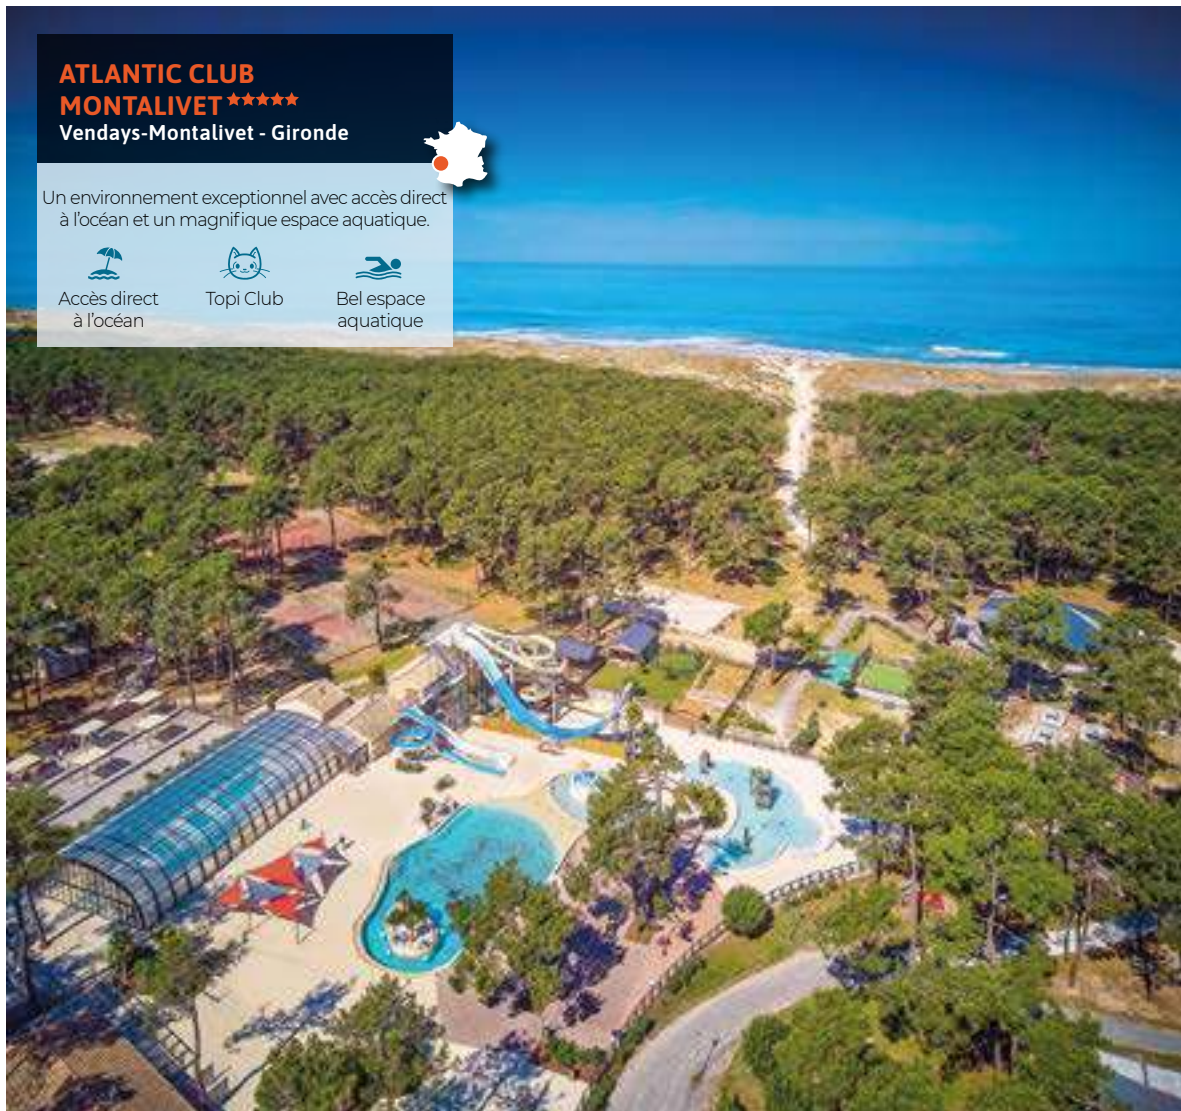 ATLANTIC CLUB
MONTALIVET ★★★★★
Vendays-Montalivet - Gironde
Un environnement exceptionnel avec accès direct
à l’océan et un magnifique espace aquatique.
Accès direct
à l’océan
Topi Club
Bel espace
aquatique